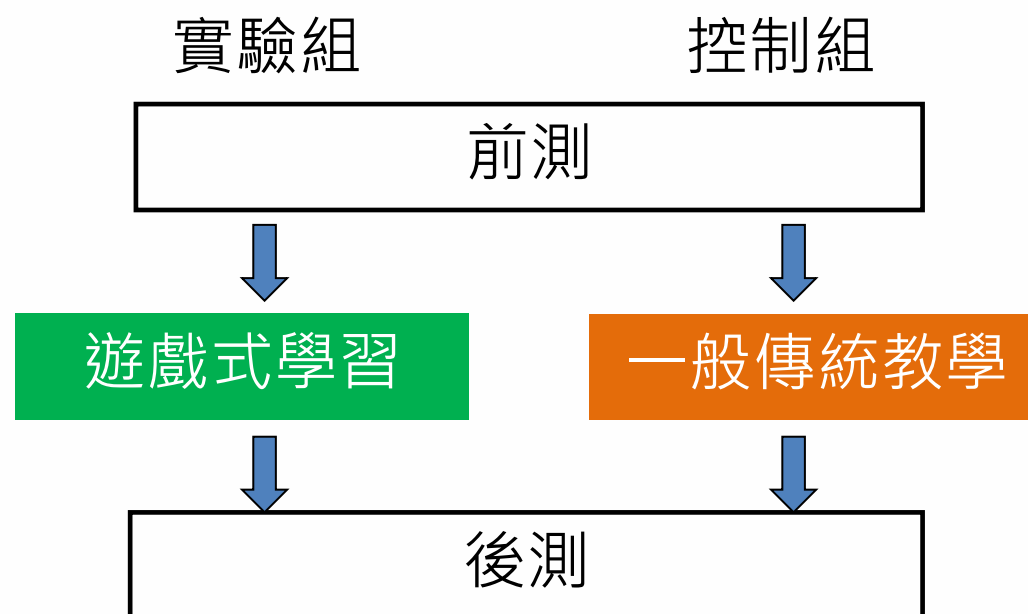 實驗組
控制組
前測
遊戲式學習
一般傳統教學
後測